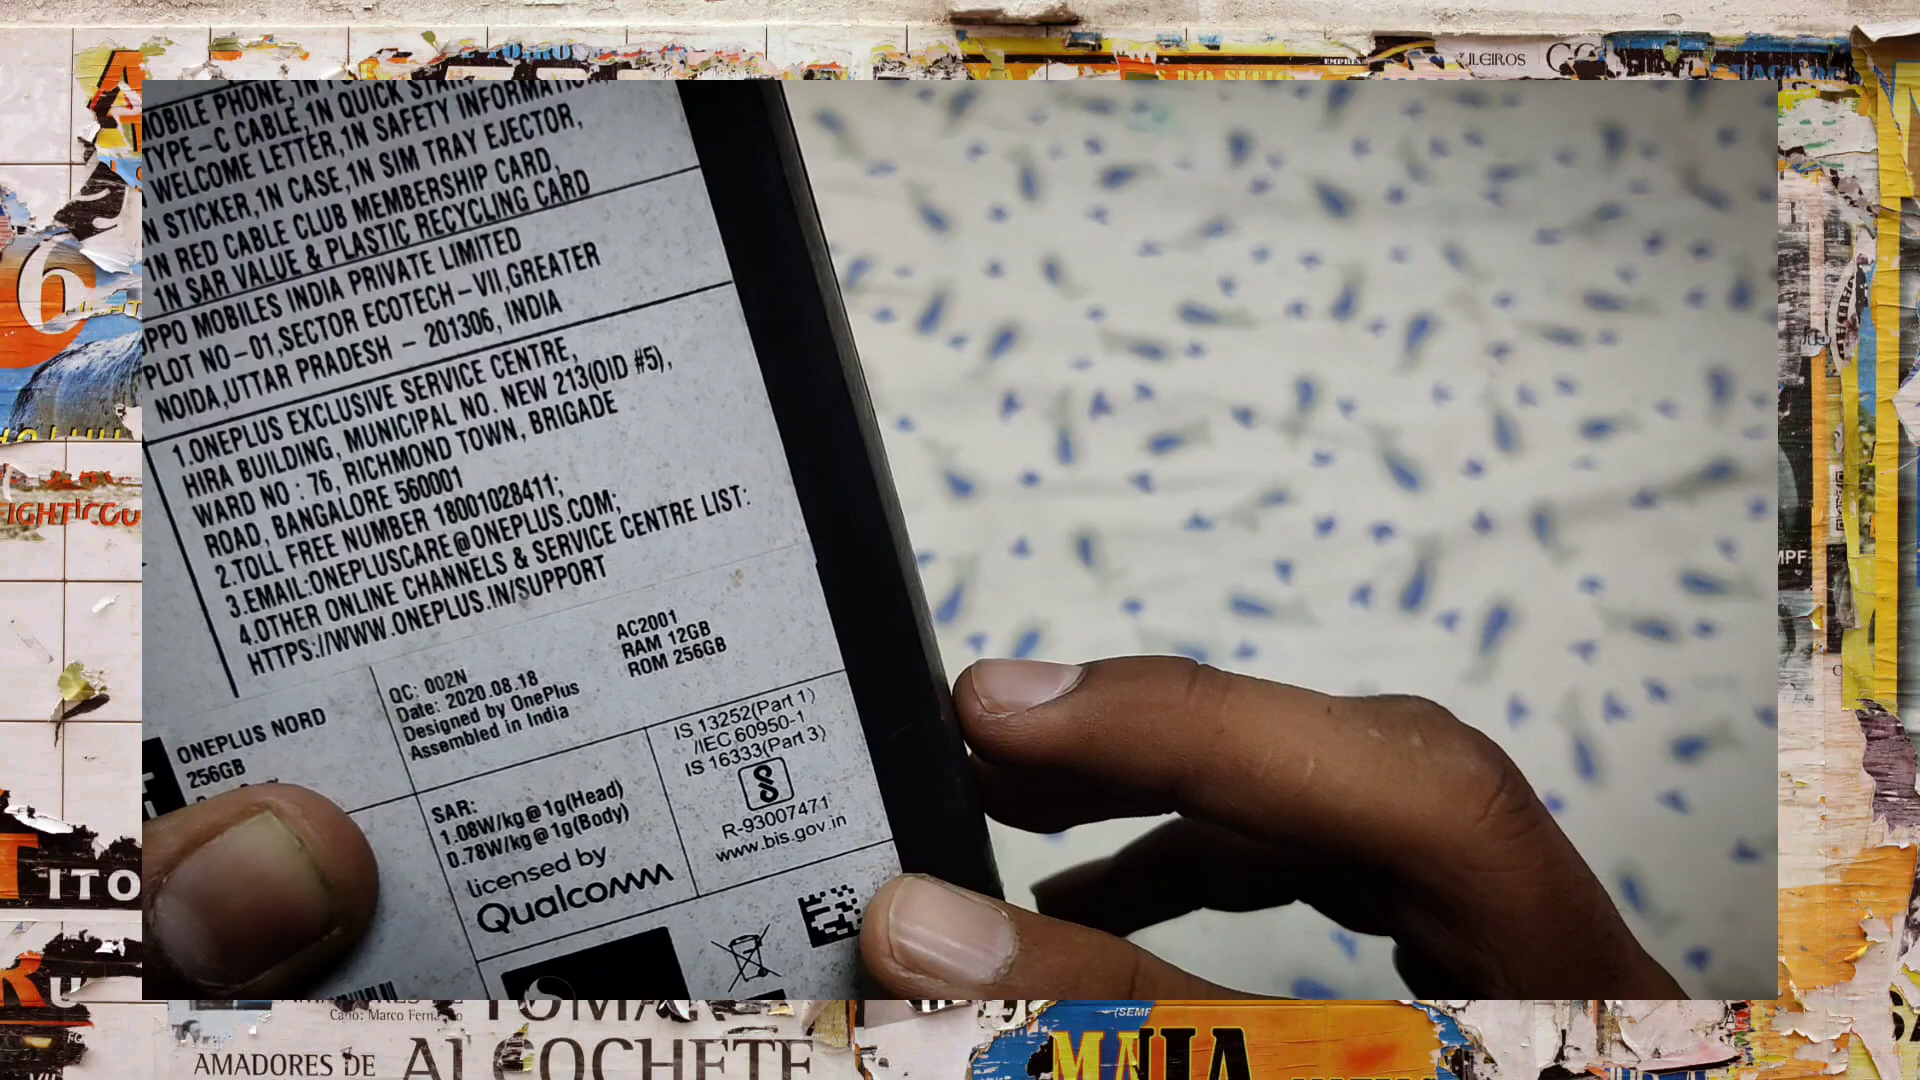 MOBILE PHONE,1N
TYPE-C CABLE,1N QUICK START
WELCOME LETTER,1N SAFETY INFORMATION,
STICKER,1N CASE,1N SIM TRAY EJECTOR,
1N RED CABLE CLUB MEMBERSHIP CARD,
1N SAR VALUE & PLASTIC RECYCLING CARD
OPPO MOBILES INDIA PRIVATE LIMITED
PLOT NO-01,SECTOR ECOTECH-VII,GREATER
NOIDA,UTTAR PRADESH - 201306, INDIA
1.ONEPLUS EXCLUSIVE SERVICE CENTRE,
HIRA BUILDING, MUNICIPAL NO. NEW 213(OID #5),
WARD NO : 76, RICHMOND TOWN, BRIGADE
ROAD, BANGALORE 560001
2.TOLL FREE NUMBER 18001028411;
3.EMAIL:ONEPLUSCARE@ONEPLUS.COM;
4.OTHER ONLINE CHANNELS & SERVICE CENTRE LIST:
HTTPS://WWW.ONEPLUS.IN/SUPPORT
AC2001
RAM 12GB
ROM 256GB
QC: 002N
Date: 2020.08.18
Designed by OnePlus
Assembled in India
ONEPLUS NORD
256GB
IS 13252(Part 1)
/IEC 60950-1
IS 16333(Part 3)
R-93007471
www.bis.gov.in
SAR:
1.08W/kg@1g(Head)
0.78W/kg@1g(Body)
licensed by
Qualcomm
DO SITIO
ITO
Marco
AMADORES DE
ALCOCHETE
MAIA